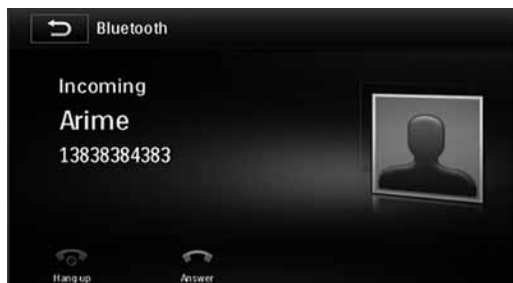 Bluetooth
Incoming
Arime
13838384383
Hang up
Answer